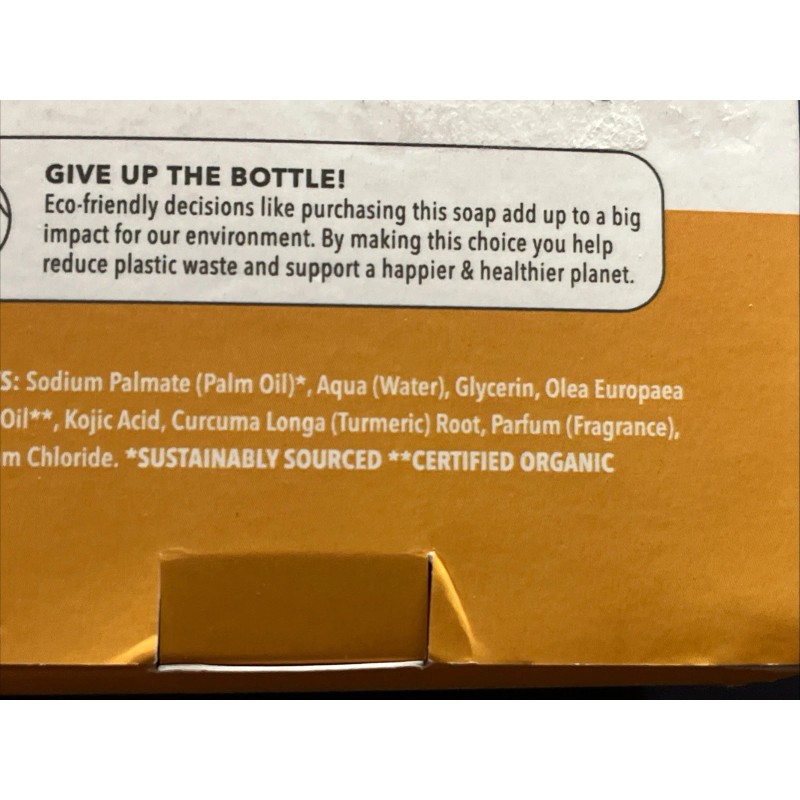 GIVE UP THE BOTTLE!
Eco-friendly decisions like purchasing this soap add up to a big
impact for our environment. By making this choice you help
reduce plastic waste and support a happier & healthier planet.
S: Sodium Palmate (Palm Oil)*, Aqua (Water), Glycerin, Olea Europaea
Oil**, Kojic Acid, Curcuma Longa (Turmeric) Root, Parfum (Fragrance),
m Chloride. *SUSTAINABLY SOURCED **CERTIFIED ORGANIC